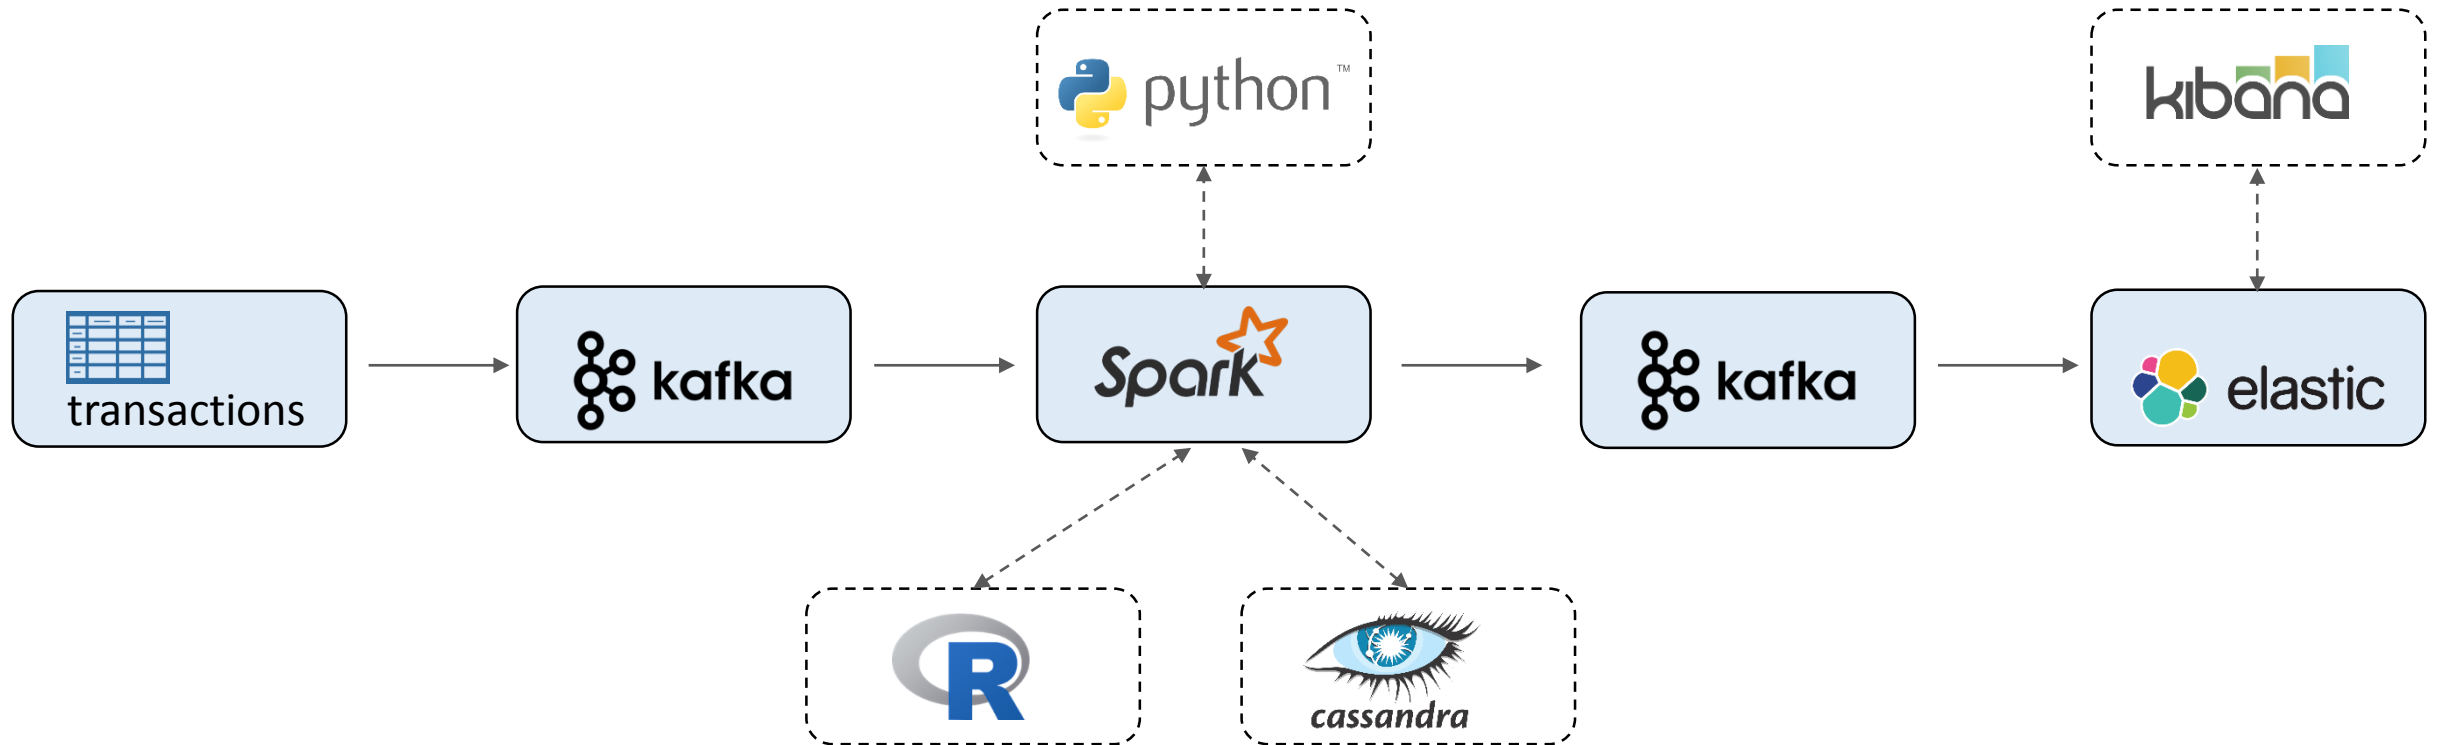 python™
kibana
transactions
kafka
Spark
kafka
elastic
R
cassandra